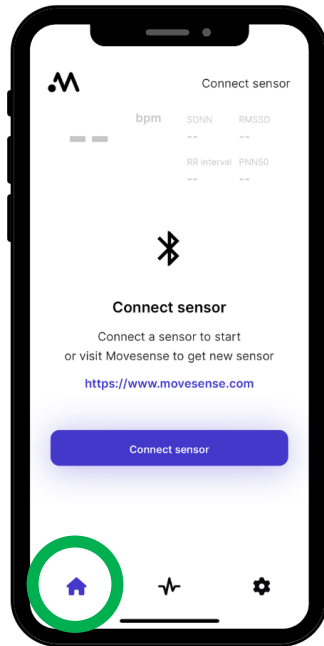 Connect sensor
bpm SDNN RMSSD
-- -- --
RR interval PNN50
-- --
Connect sensor
Connect a sensor to start
or visit Movesense to get new sensor
https://www.movesense.com
Connect sensor